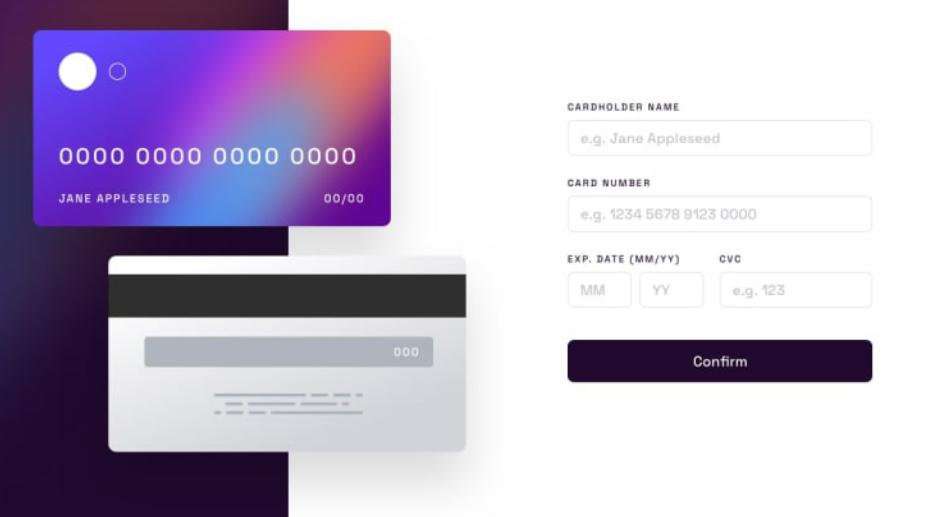 0000 0000 0000 0000
JANE APPLESEED 00/00
000
CARDHOLDER NAME
e.g. Jane Appleseed
CARD NUMBER
e.g. 1234 5678 9123 0000
EXP. DATE (MM/YY) CVC
MM YY e.g. 123
Confirm